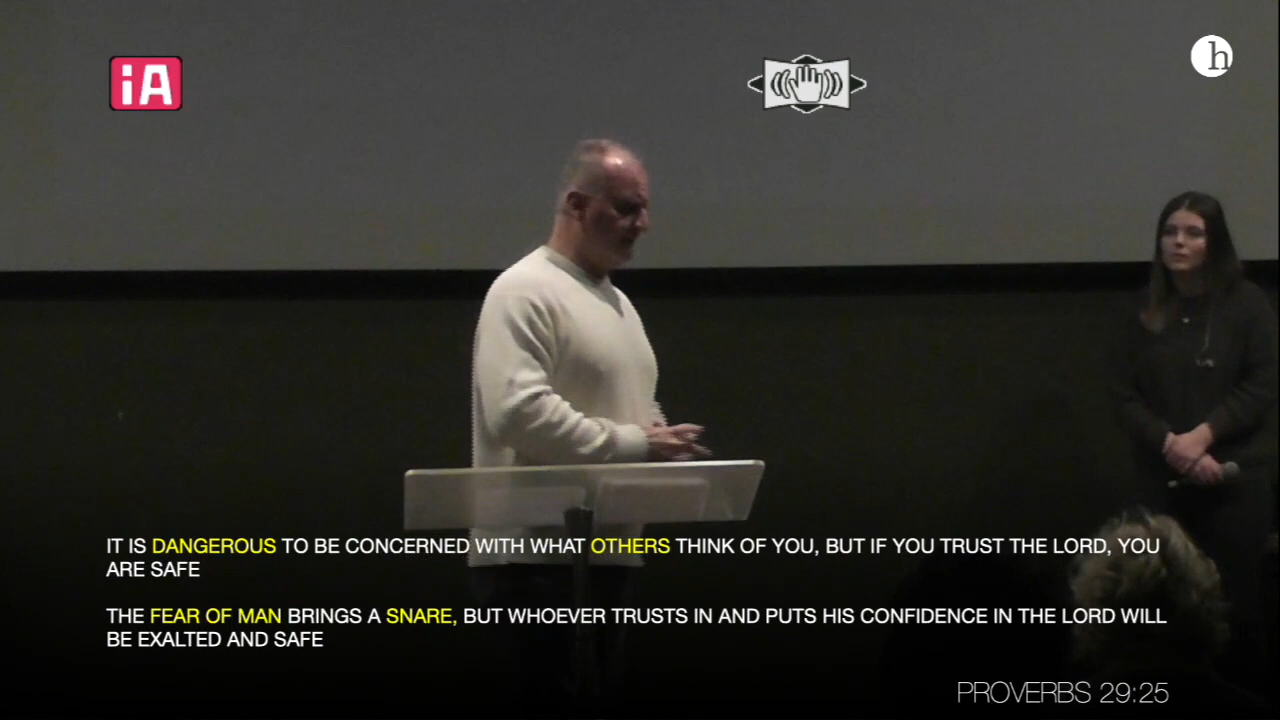 iA
h
IT IS DANGEROUS TO BE CONCERNED WITH WHAT OTHERS THINK OF YOU, BUT IF YOU TRUST THE LORD, YOU
ARE SAFE
THE FEAR OF MAN BRINGS A SNARE, BUT WHOEVER TRUSTS IN AND PUTS HIS CONFIDENCE IN THE LORD WILL
BE EXALTED AND SAFE
PROVERBS 29:25